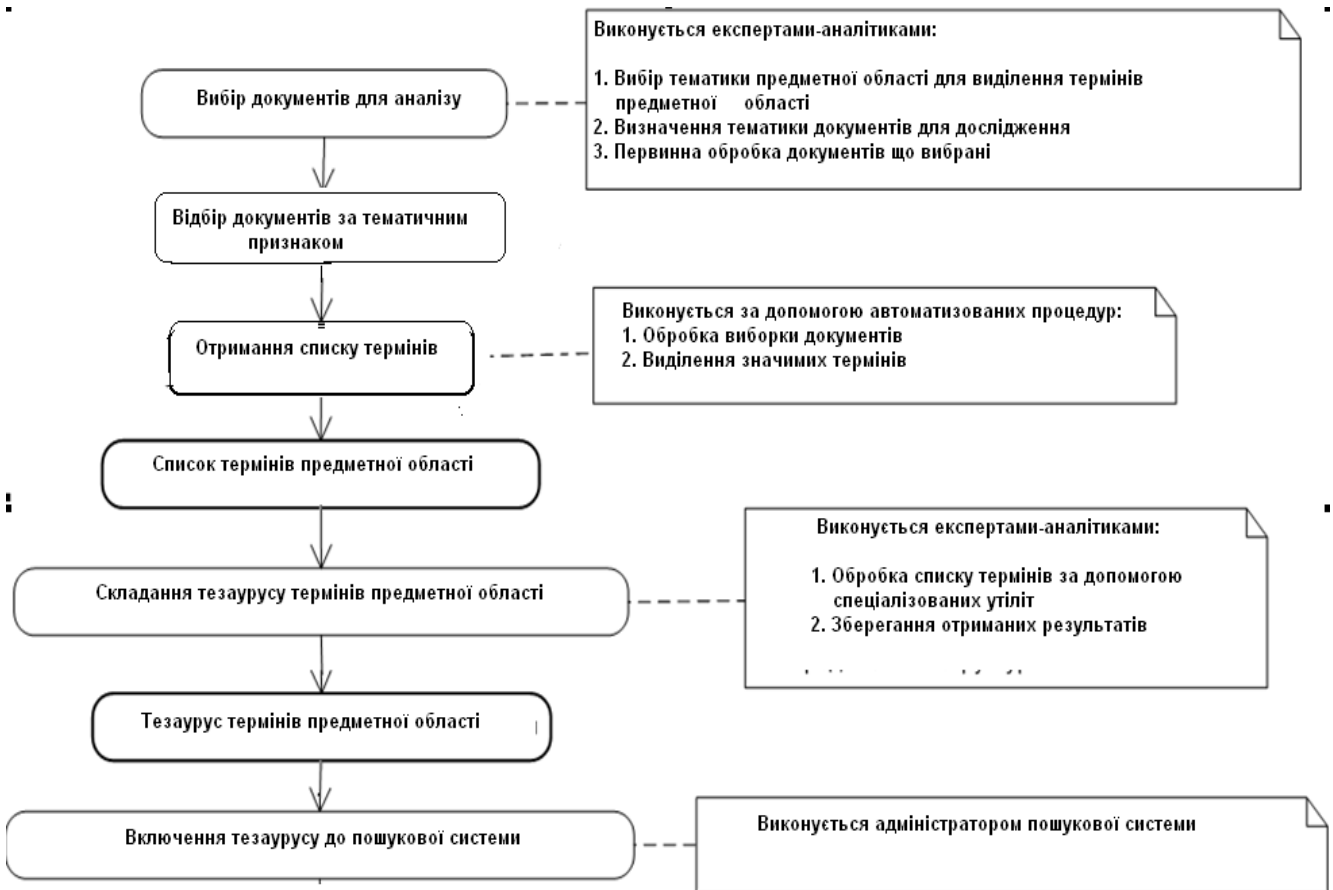 Виконується експертами-аналітиками:
Вибір документів для аналізу
1. Вибір тематики предметної області для виділення термінів
предметної області
2. Визначення тематики документів для дослідження
3. Первинна обробка документів що вибрані
Відбір документів за тематичним
признаком
Отримання списку термінів
Виконується за допомогою автоматизованих процедур:
1. Обробка виборки документів
2. Виділення значимих термінів
Список термінів предметної області
Складання тезаурусу термінів предметної області
Виконується експертами-аналітиками:
1. Обробка списку термінів за допомогою
спеціалізованих утиліт
2. Зберегання отриманих результатів
Тезаурус термінів предметної області
Включення тезаурусу до пошукової системи
Виконується адміністратором пошукової системи